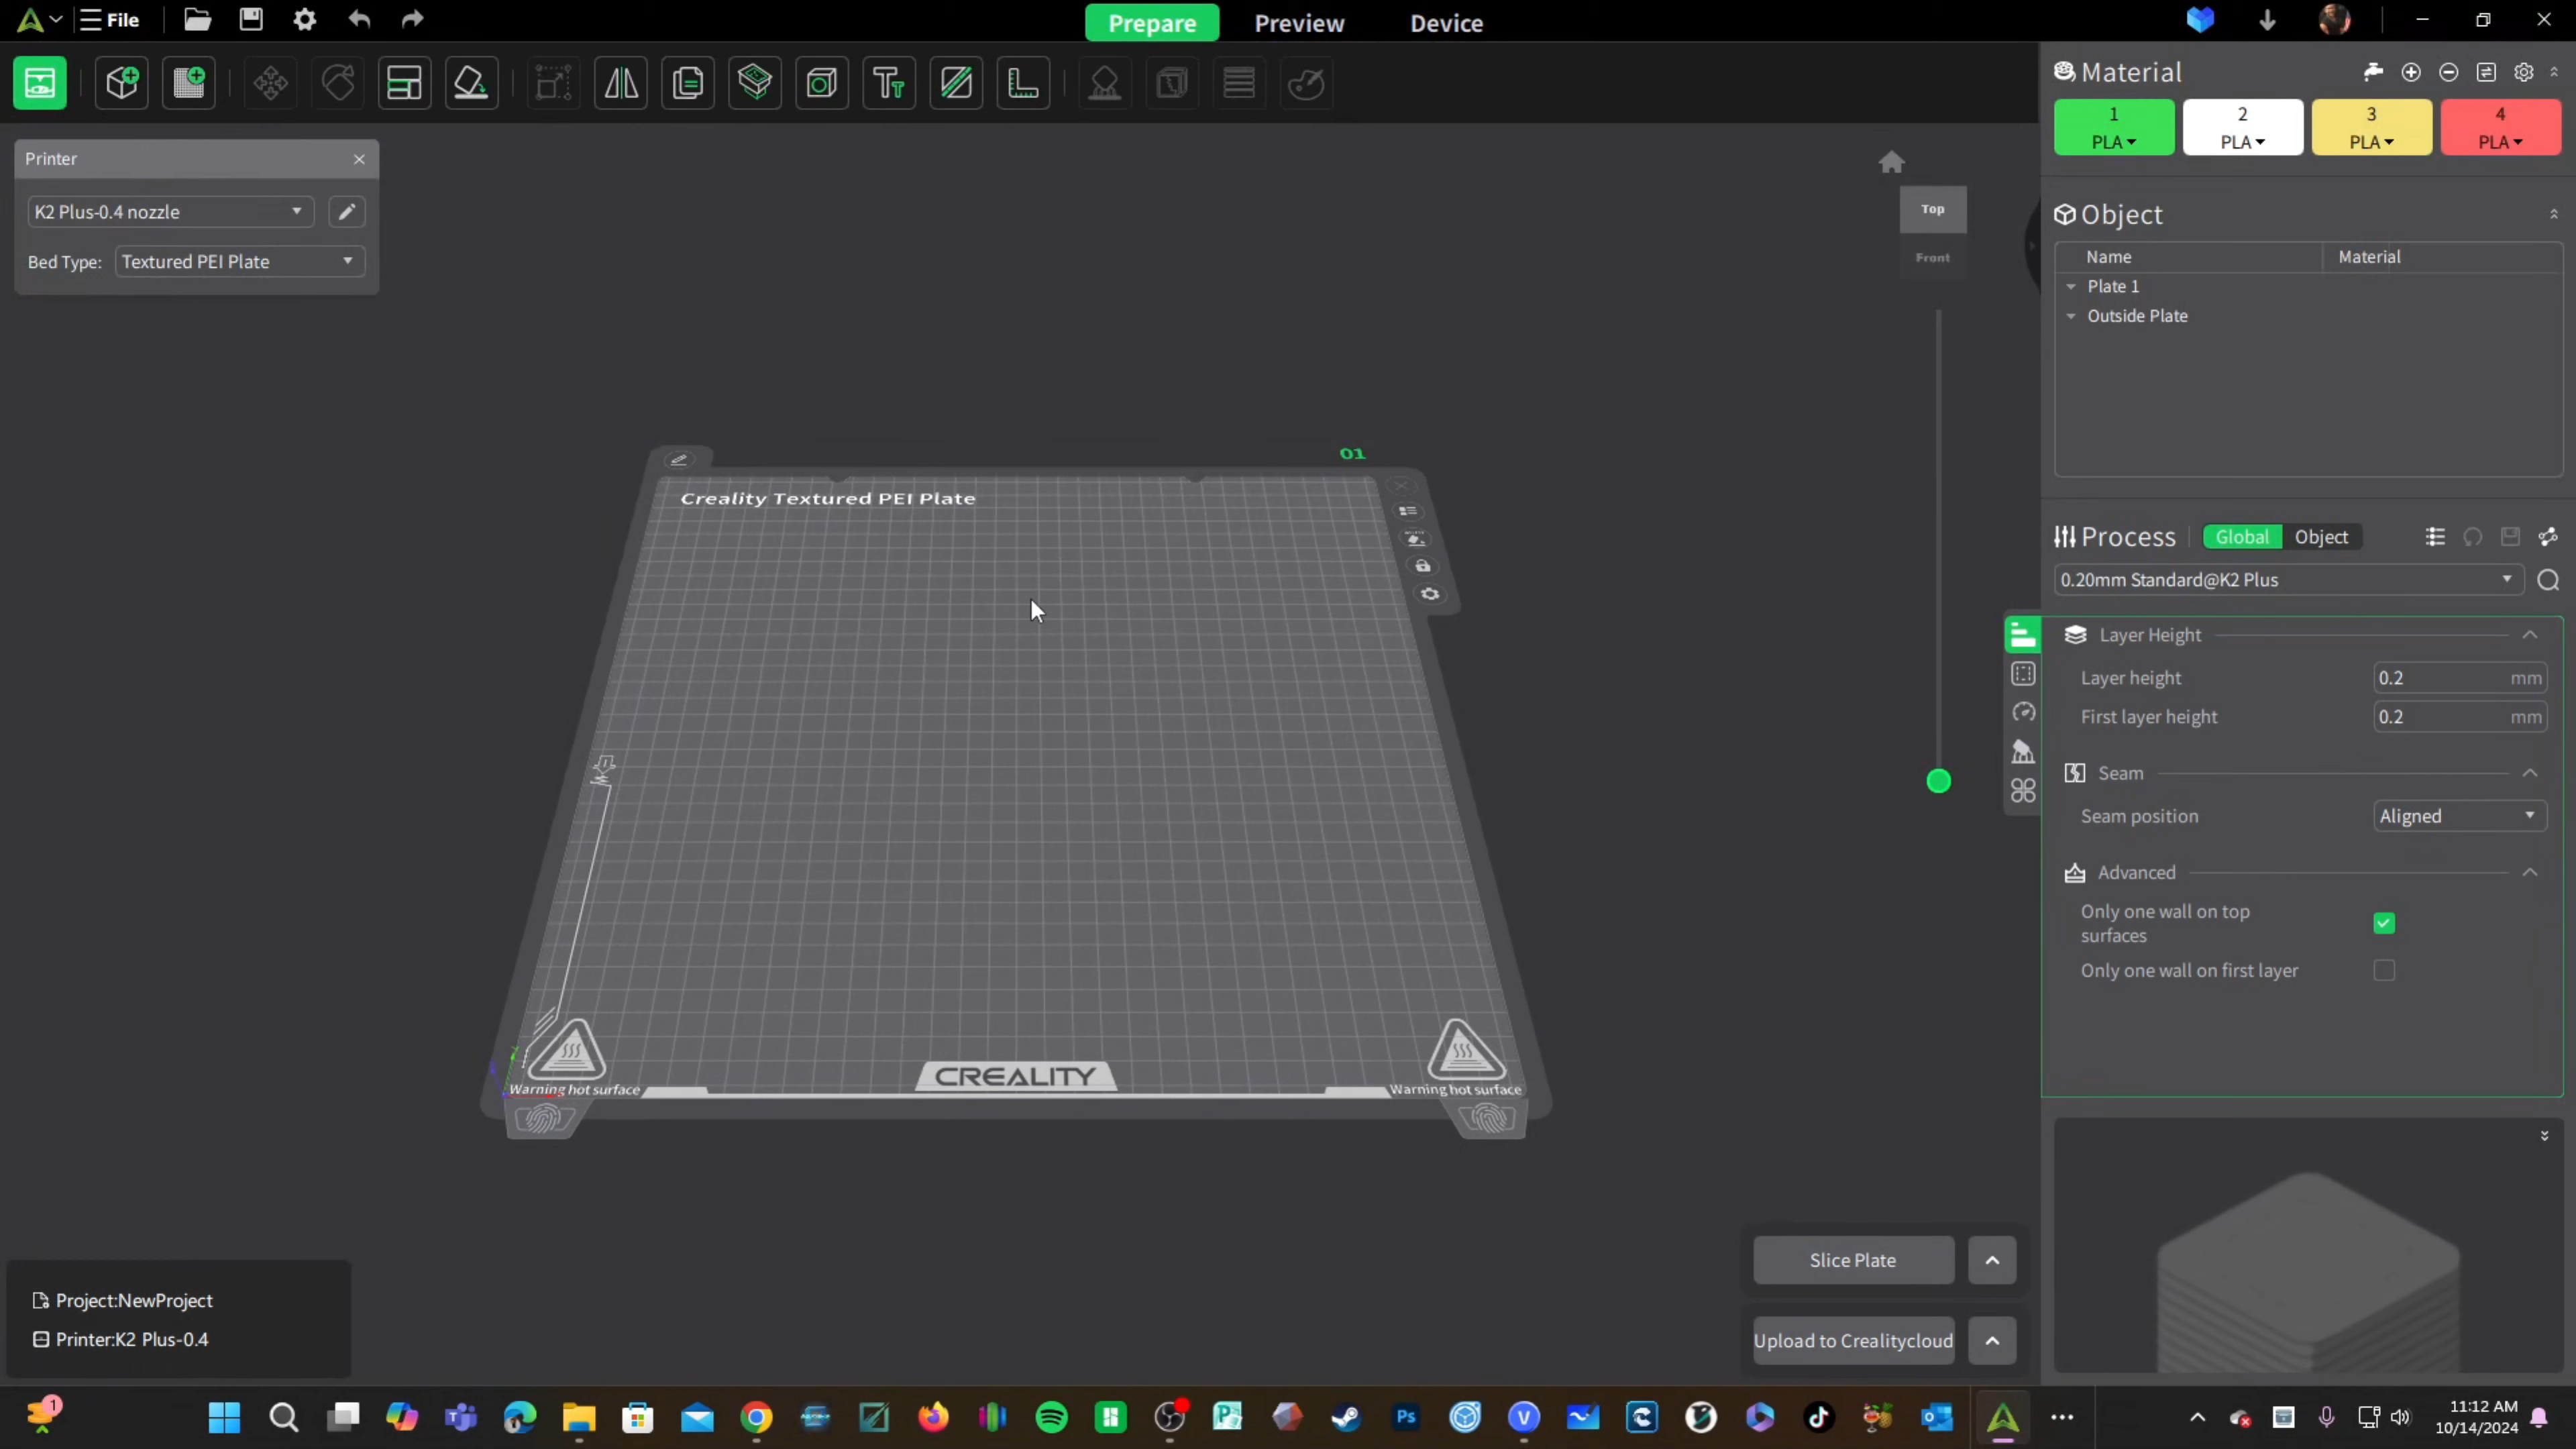 File
Prepare
Preview
Device
Material
1
PLA
2
PLA
3
PLA
4
PLA
Printer
K2 Plus-0.4 nozzle
Bed Type:
Textured PEI Plate
Top
Front
Object
Name
Material
Plate 1
Outside Plate
01
Creality Textured PEI Plate
Process
Global
Object
0.20mm Standard@K2 Plus
Layer Height
Layer height
0.2
mm
First layer height
0.2
mm
Seam
Seam position
Aligned
Advanced
Only one wall on top
surfaces
Only one wall on first layer
CREALITY
Warning hot surface
Warning hot surface
Slice Plate
Upload to Crealitycloud
Project:NewProject
Printer:K2 Plus-0.4
1
Ps
V
11:12 AM
10/14/2024